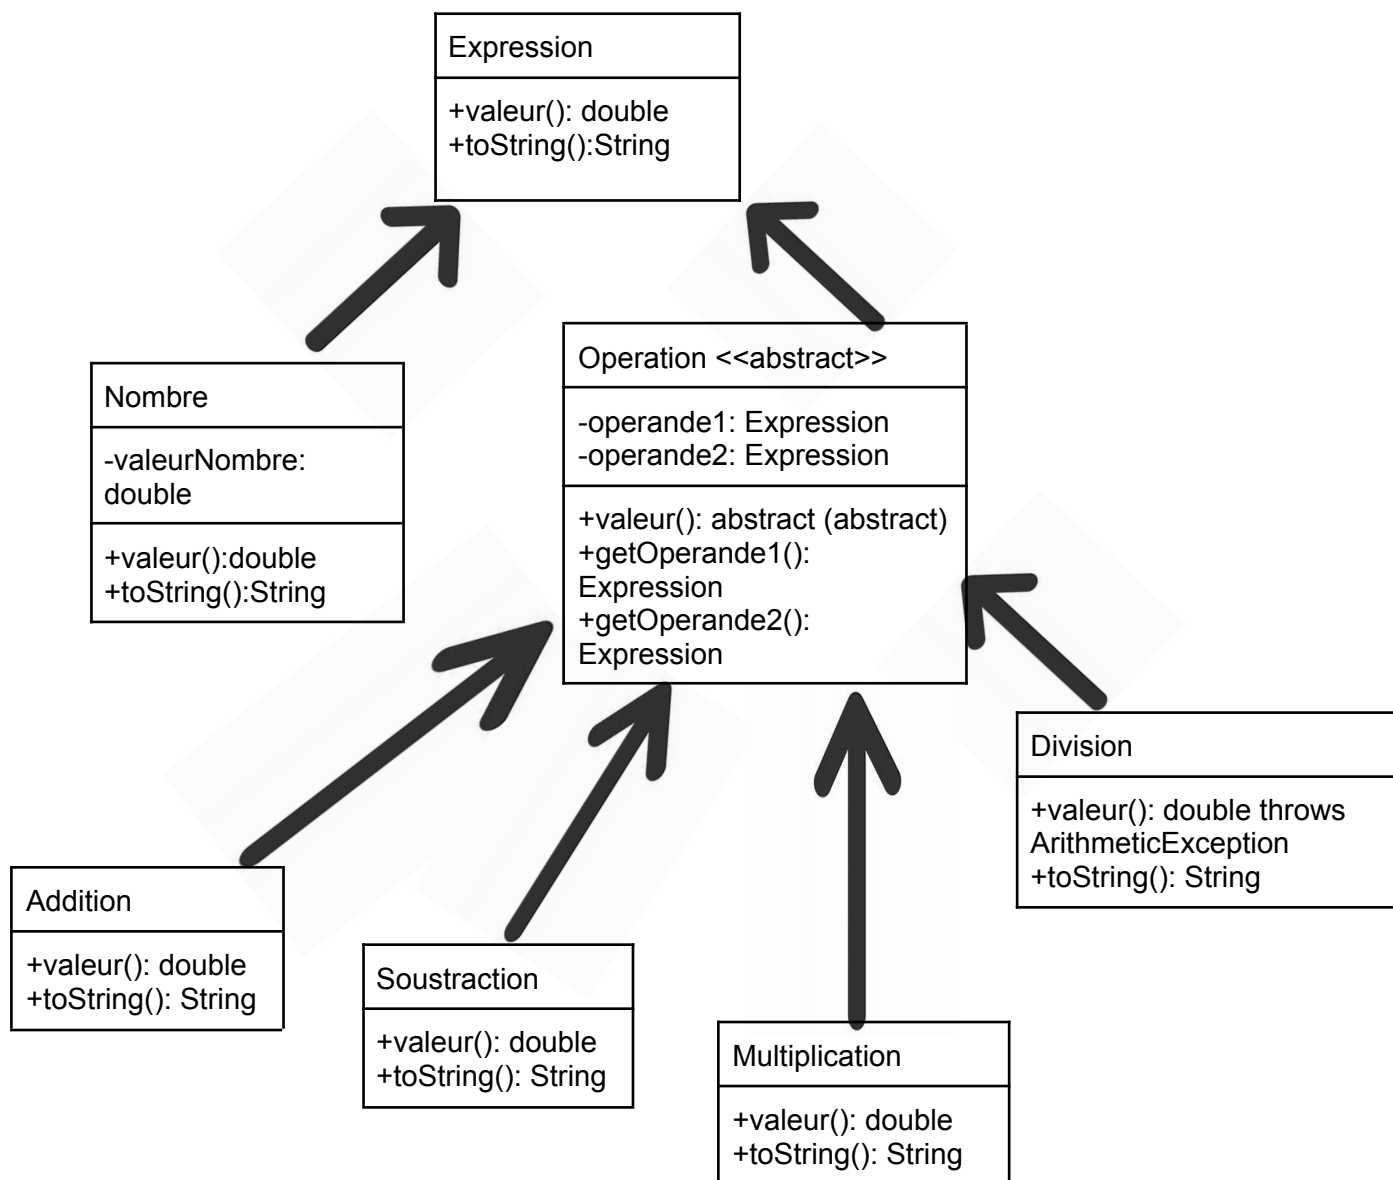 Expression
+valeur(): double
+toString():String
Nombre
-valeurNombre:
double
+valeur():double
+toString():String
Operation <<abstract>>
-operande1: Expression
-operande2: Expression
+valeur(): abstract (abstract)
+getOperande1():
Expression
+getOperande2():
Expression
Division
+valeur(): double throws
ArithmeticException
+toString(): String
Addition
+valeur(): double
+toString(): String
Soustraction
+valeur(): double
+toString(): String
Multiplication
+valeur(): double
+toString(): String